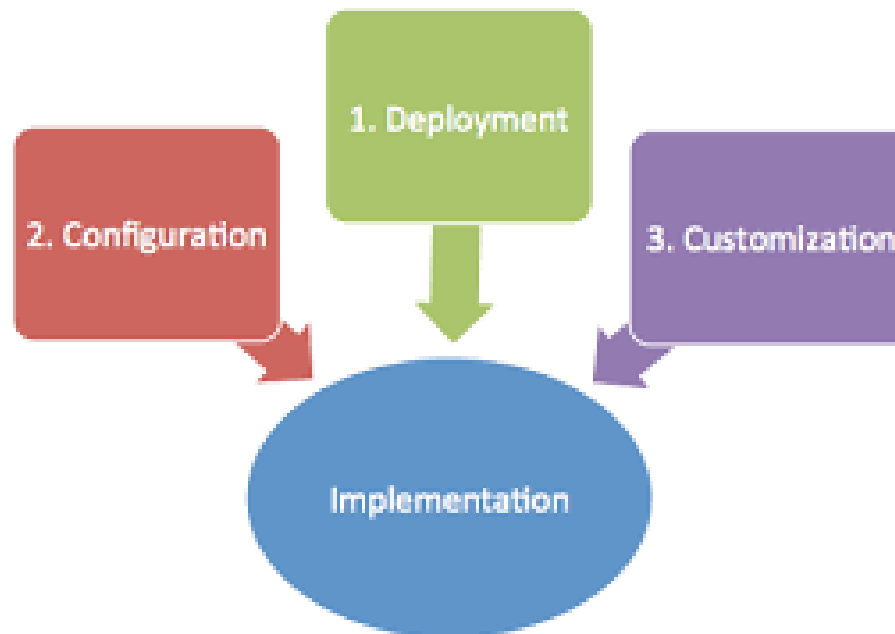 1. Deployment
2. Configuration
3. Customization
Implementation